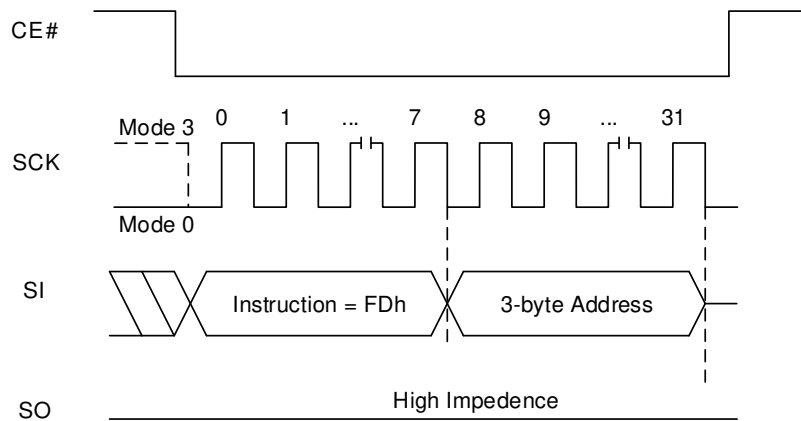 CE#
Mode 3
0 1 ... 7 8 9 ... 31
SCK
Mode 0
SI
Instruction = FDh
3-byte Address
High Impedence
SO